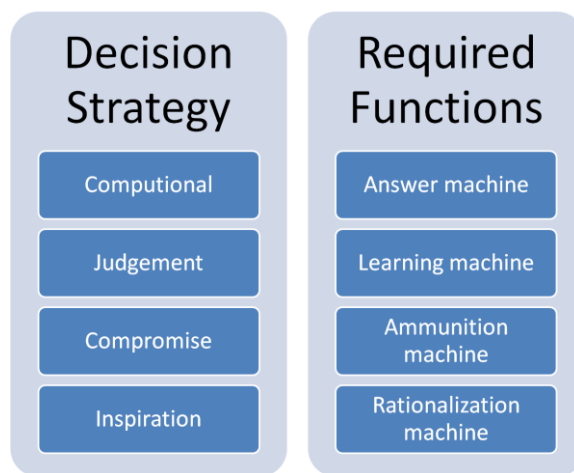 Decision
Strategy
Computional
Judgement
Compromise
Inspiration
Required
Functions
Answer machine
Learning machine
Ammunition
machine
Rationalization
machine